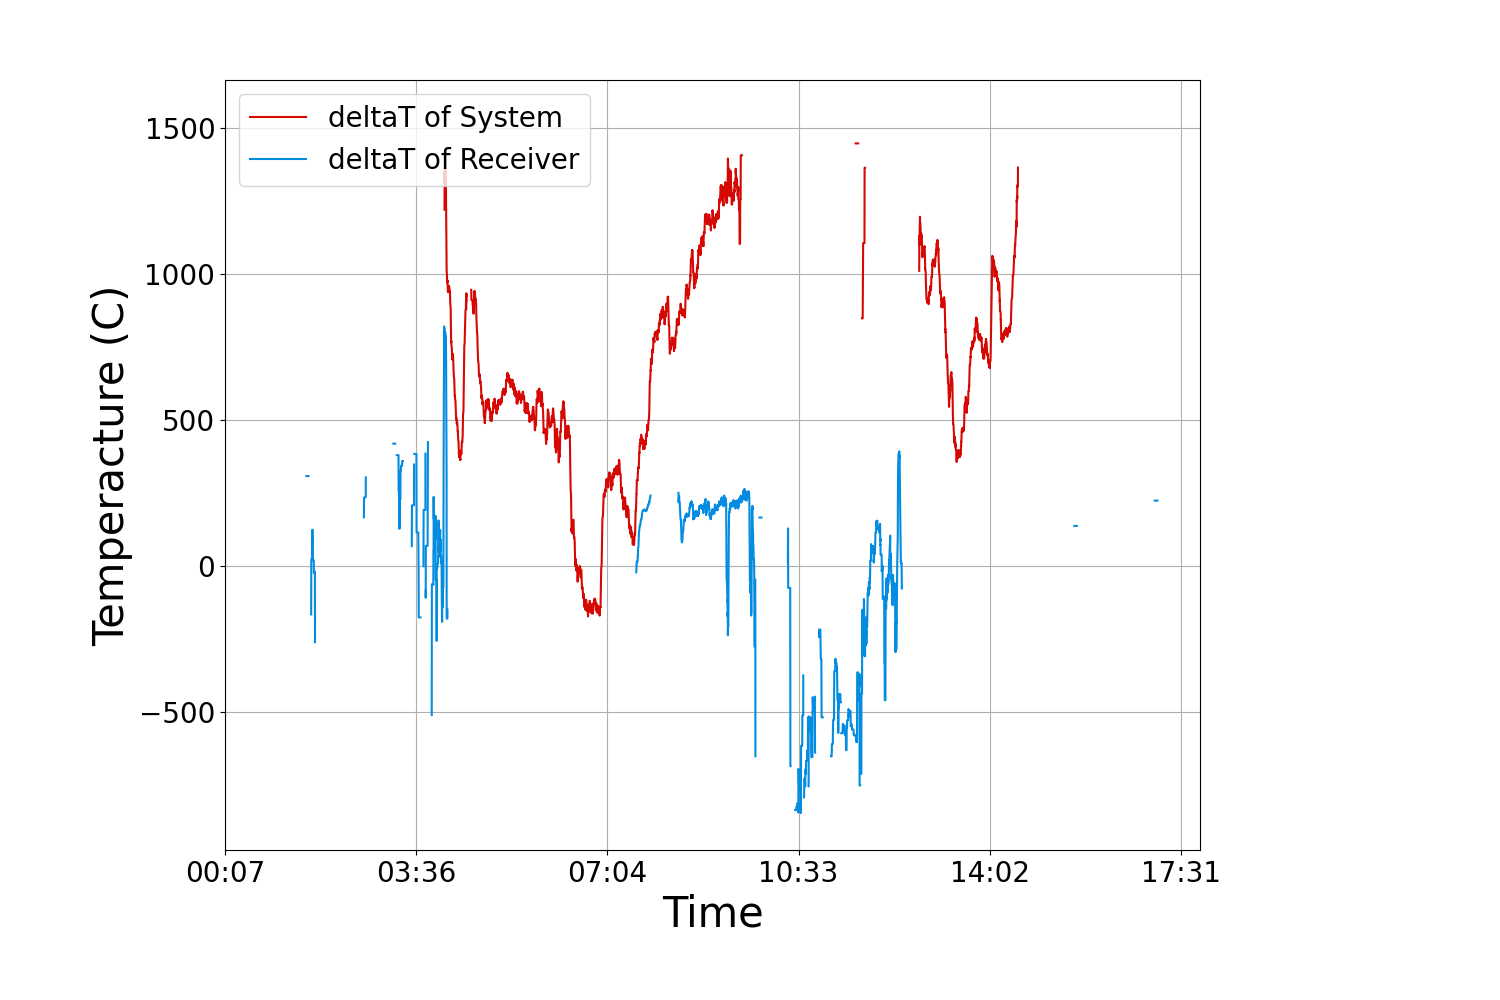 deltaT of System
deltaT of Receiver
1500
1000
500
0
−500
Temperacture (C)
00:07 03:36 07:04 10:33 14:02 17:31
Time